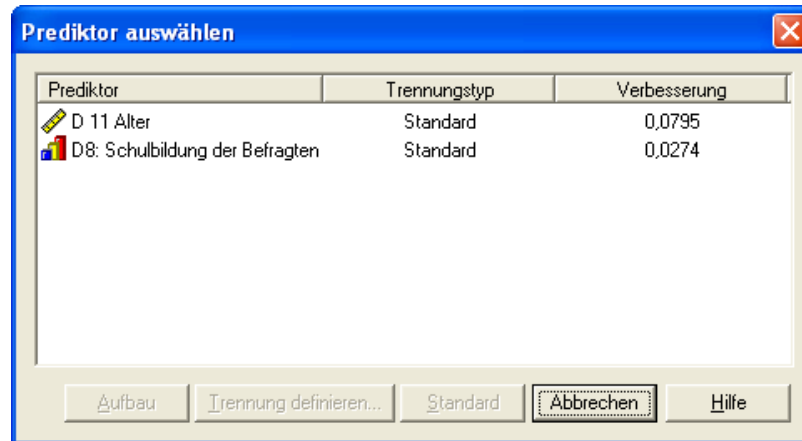 Prediktor auswählen
Prediktor Trennungstyp Verbesserung
D 11 Alter Standard 0,0795
D8: Schulbildung der Befragten Standard 0,0274
Aufbau Trennung definieren... Standard Abbrechen Hilfe